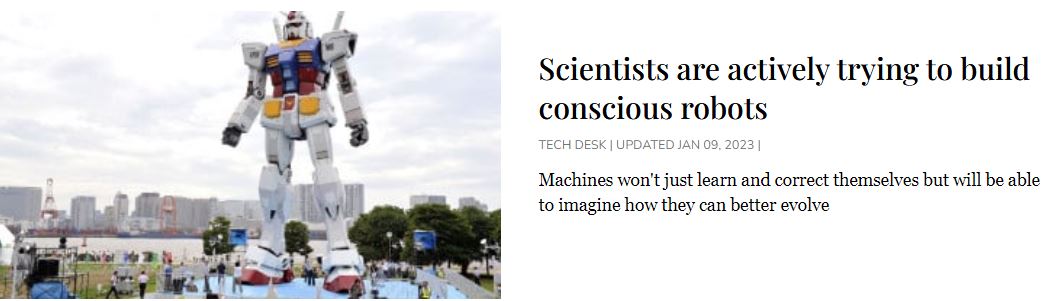 Scientists are actively trying to build
conscious robots
TECH DESK | UPDATED JAN 09, 2023 |
Machines won't just learn and correct themselves but will be able
to imagine how they can better evolve